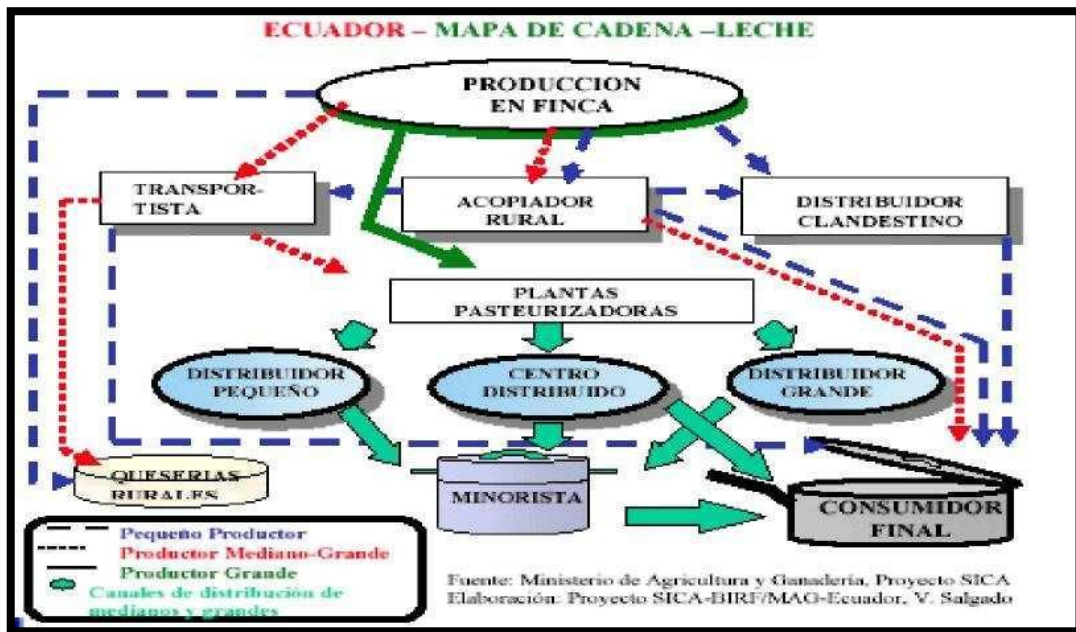 ECUADOR – MAPA DE CADENA –LECHE
PRODUCCION
EN FINCA
TRANSPOR-
TISTA
ACOPIADOR
RURAL
DISTRIBUIDOR
CLANDESTINO
PLANTAS
PASTEURIZADORAS
DISTRIBUIDOR
PEQUEÑO
CENTRO
DISTRIBUIDO
DISTRIBUIDOR
GRANDE
QUESERIAS
RURALES
MINORISTA
CONSUMIDOR
FINAL
Pequeño Productor
Productor Mediano-Grande
Productor Grande
Canales de distribución de
medianos y grandes
Fuente: Ministerio de Agricultura y Ganadería, Proyecto SICA
Elaboración: Proyecto SICA-BIRF/MAG-Ecuador, V. Salgado